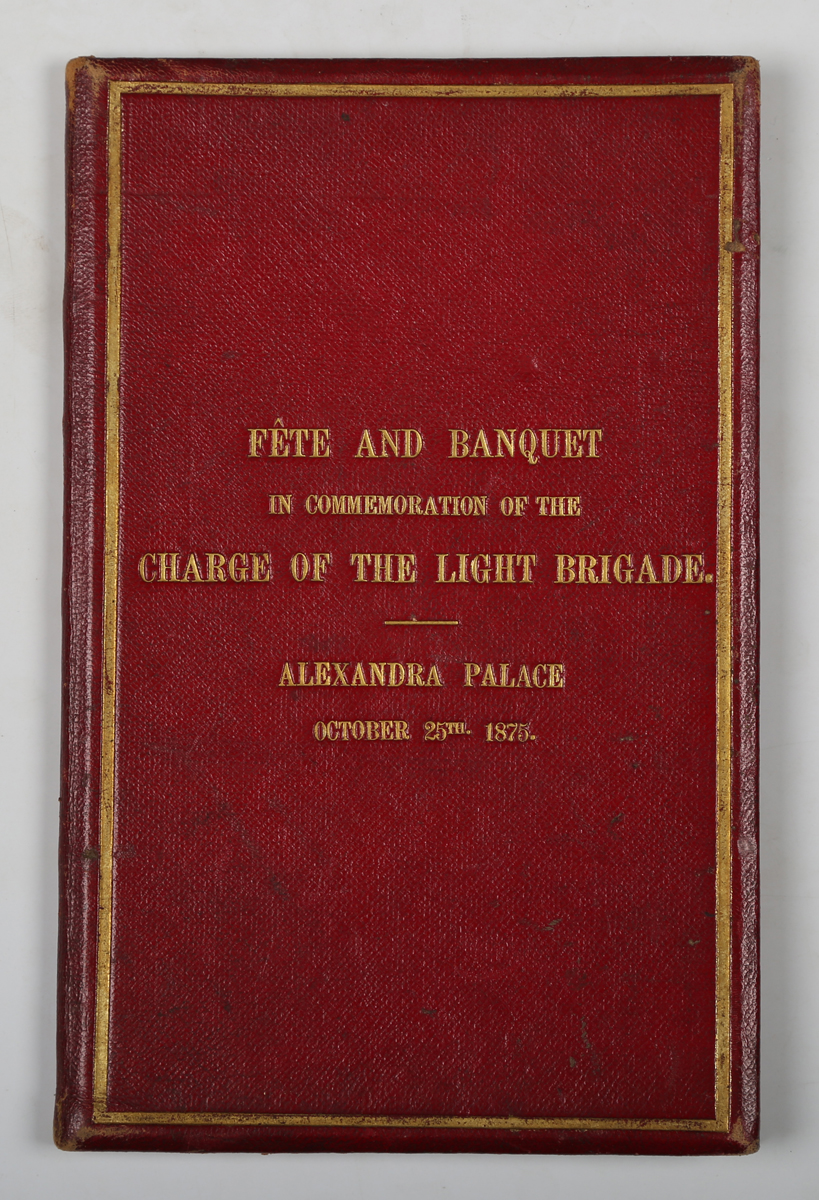 FÊTE AND BANQUET
IN COMMEMORATION OF THE
CHARGE OF THE LIGHT BRIGADE.
ALEXANDRA PALACE
OCTOBER 25TH. 1875.